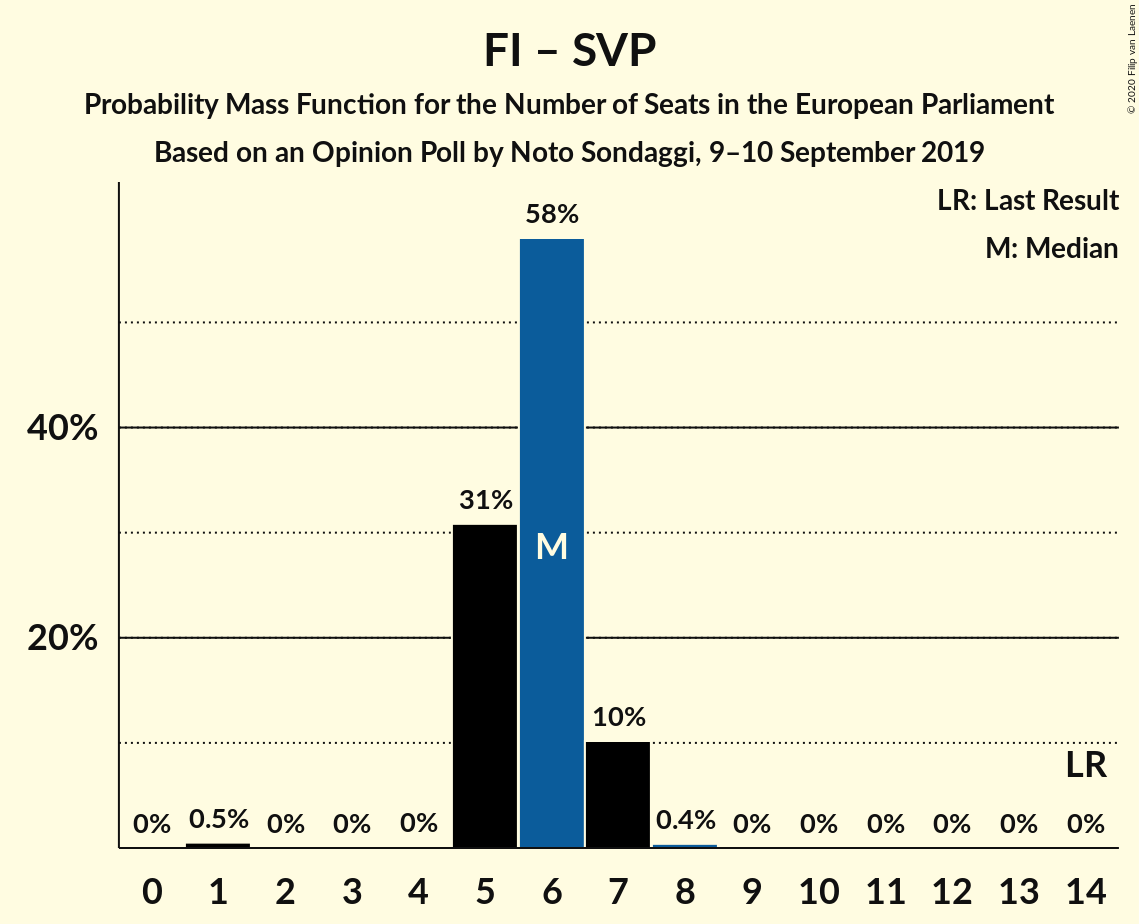 FI – SVP
Probability Mass Function for the Number of Seats in the European Parliament
Based on an Opinion Poll by Noto Sondaggi, 9–10 September 2019
© 2020 Filip van Laenen
LR: Last Result
M: Median
58%
40%
31%
M
20%
10%
LR
0% 0.5% 0% 0% 0% 0.4% 0% 0% 0% 0% 0% 0%
0 1 2 3 4 5 6 7 8 9 10 11 12 13 14